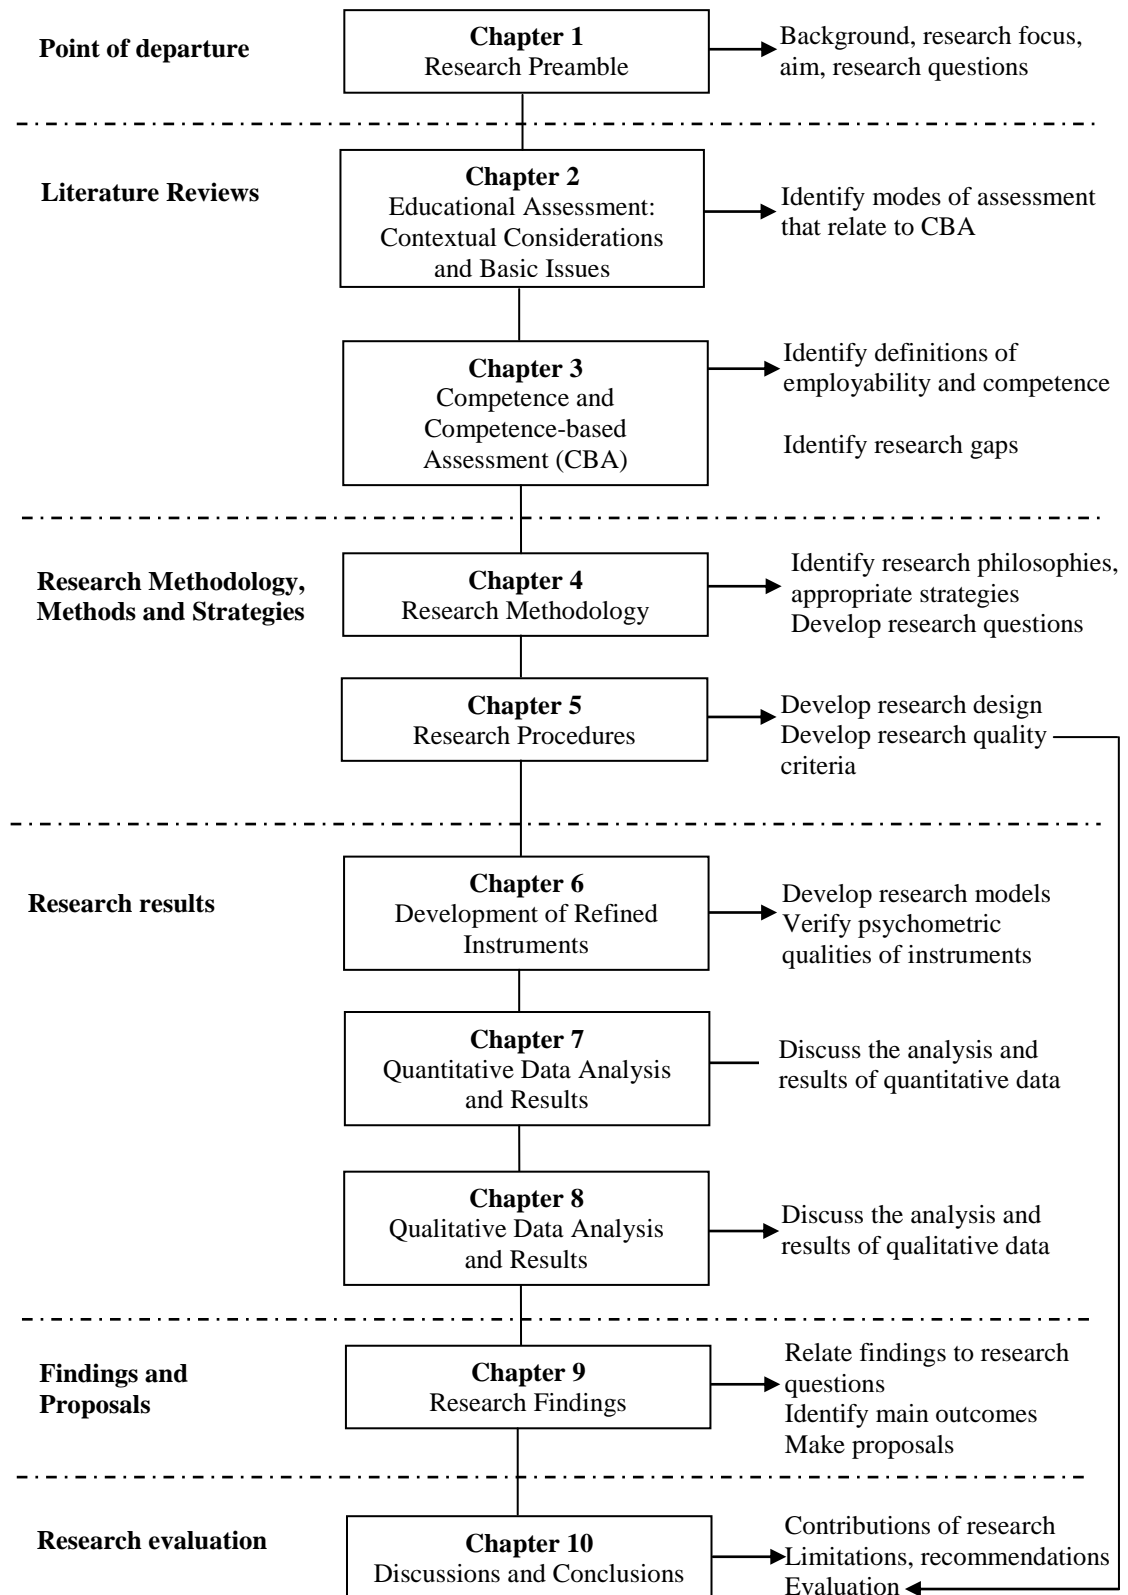 Point of departure
Chapter 1
Research Preamble
Background, research focus,
aim, research questions
Literature Reviews
Chapter 2
Educational Assessment:
Contextual Considerations
and Basic Issues
Identify modes of assessment
that relate to CBA
Chapter 3
Competence and
Competence-based
Assessment (CBA)
Identify definitions of
employability and competence
Identify research gaps
Research Methodology,
Methods and Strategies
Chapter 4
Research Methodology
Identify research philosophies,
appropriate strategies
Develop research questions
Chapter 5
Research Procedures
Develop research design
Develop research quality
criteria
Research results
Chapter 6
Development of Refined
Instruments
Develop research models
Verify psychometric
qualities of instruments
Chapter 7
Quantitative Data Analysis
and Results
Discuss the analysis and
results of quantitative data
Chapter 8
Qualitative Data Analysis
and Results
Discuss the analysis and
results of qualitative data
Findings and
Proposals
Chapter 9
Research Findings
Relate findings to research
questions
Identify main outcomes
Make proposals
Research evaluation
Chapter 10
Discussions and Conclusions
Contributions of research
Limitations, recommendations
Evaluation